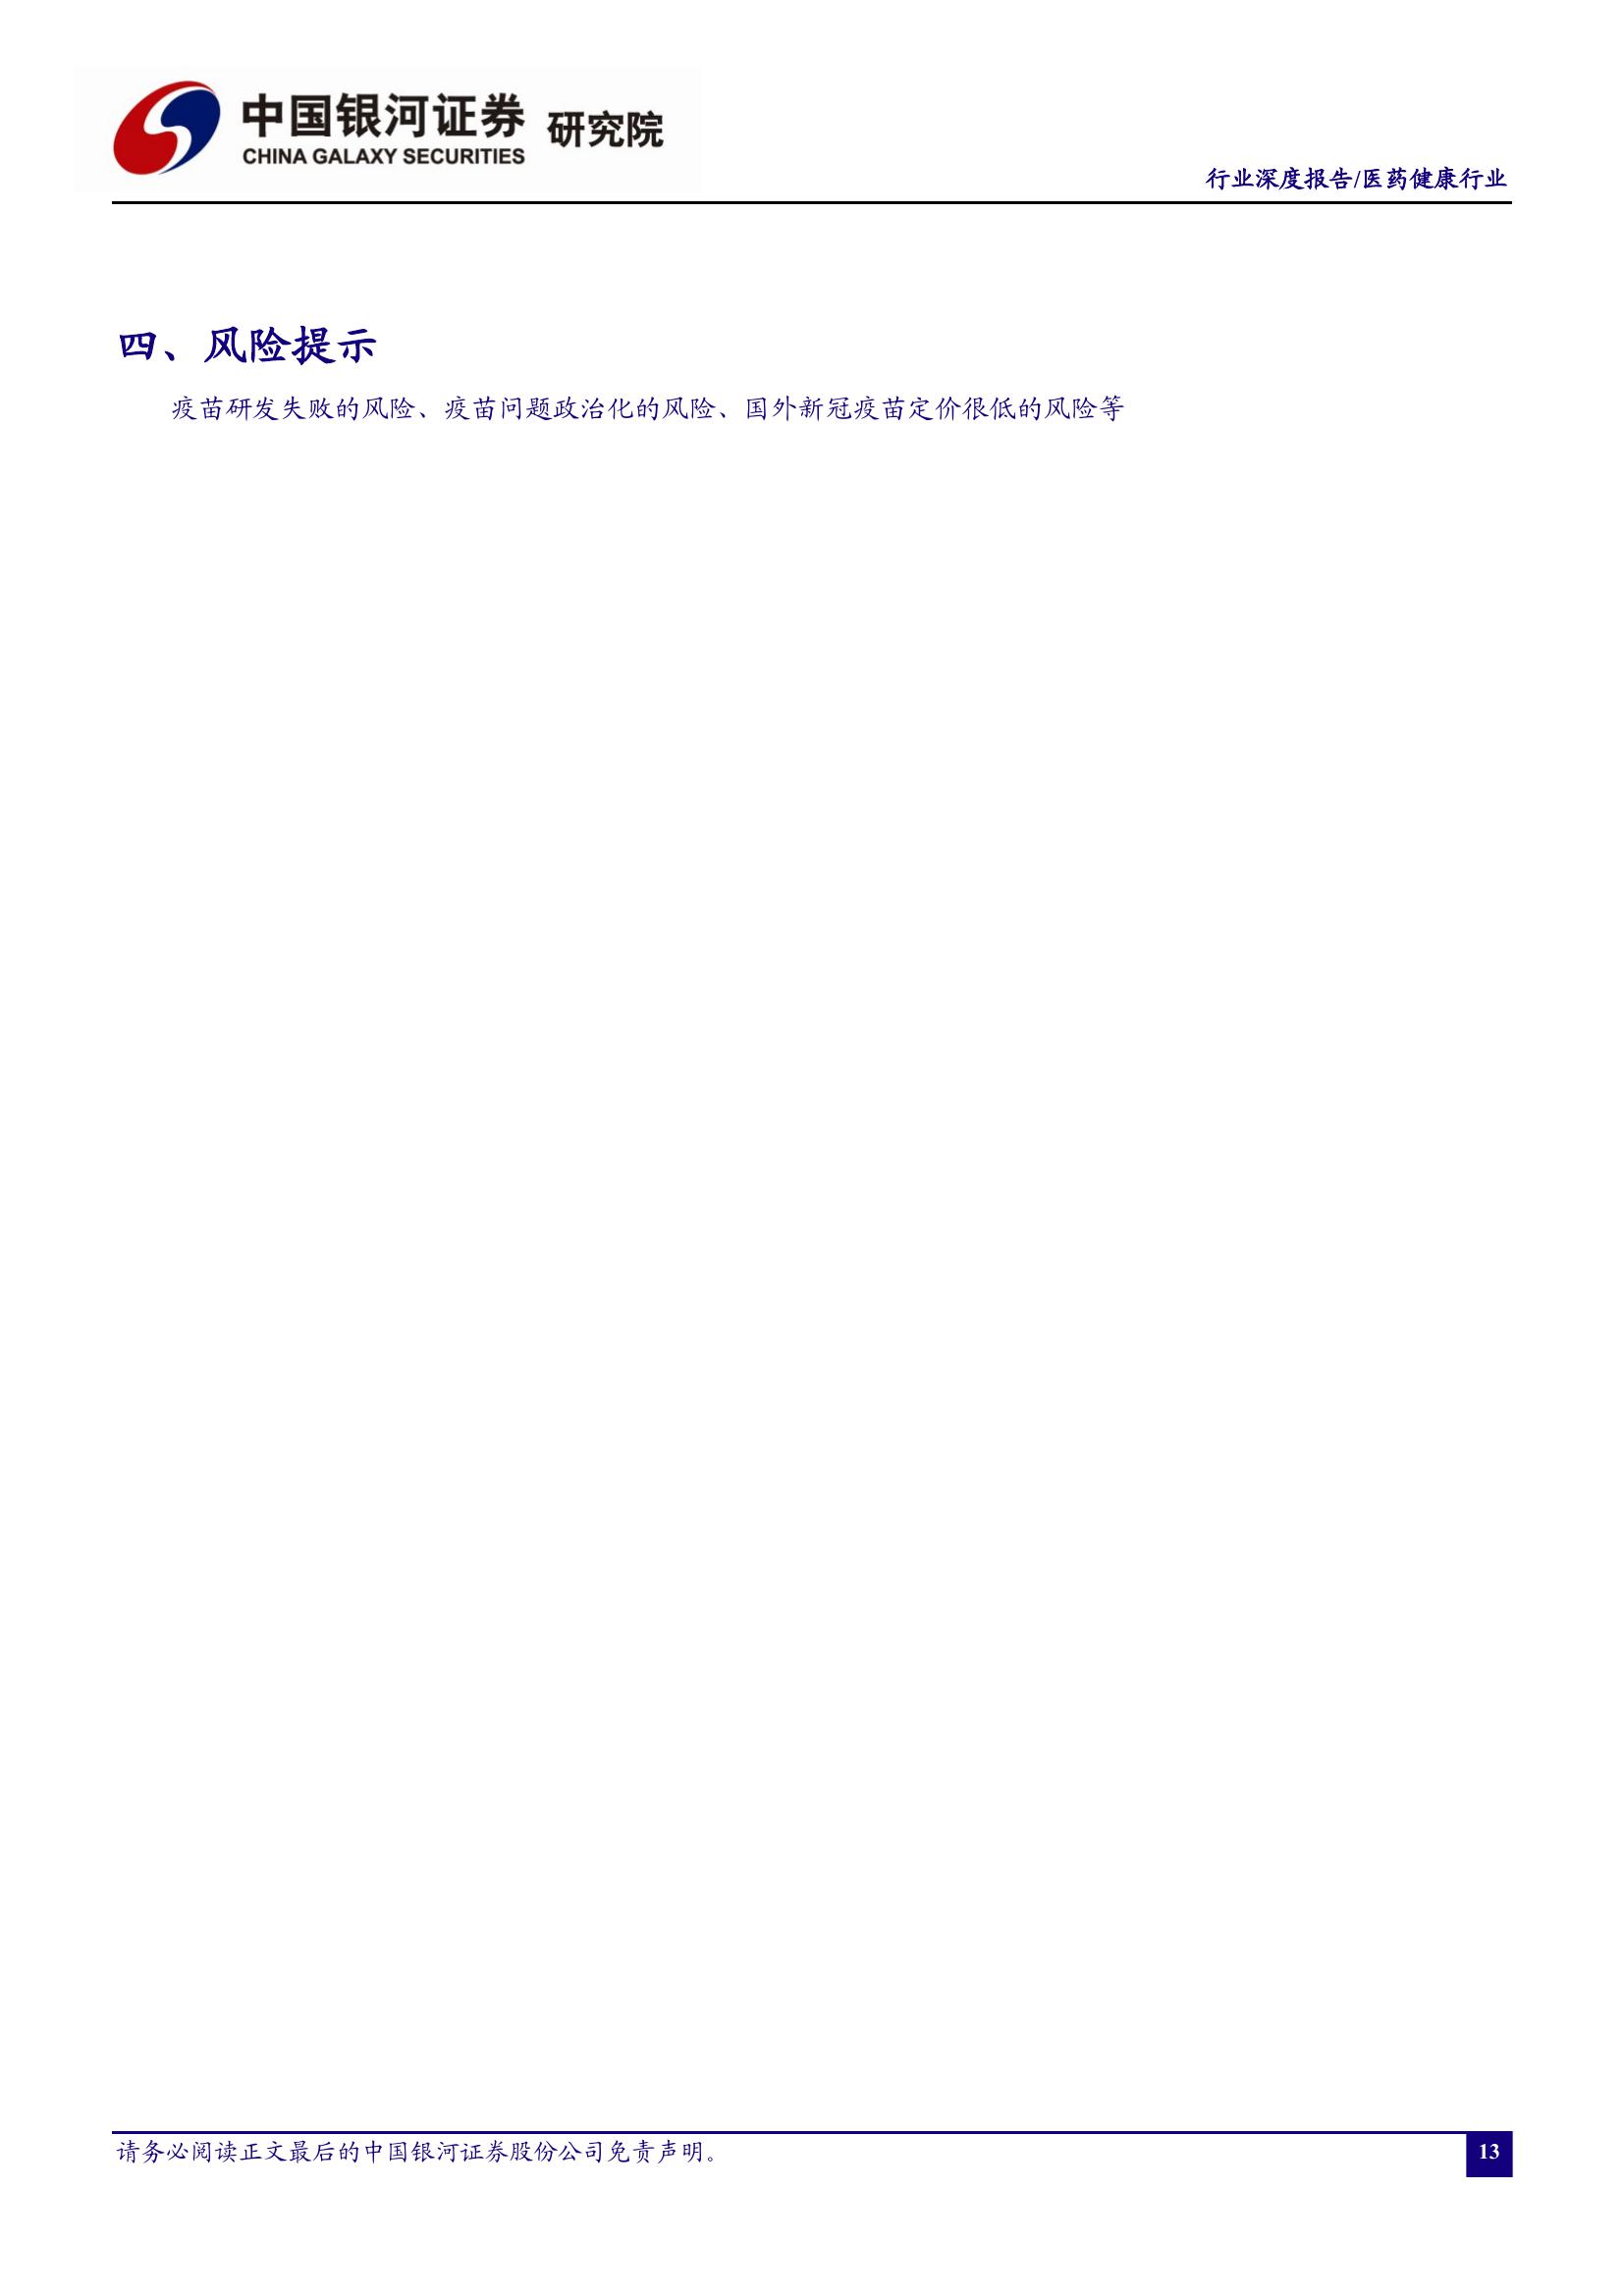 中国银河证券 研究院
CHINA GALAXY SECURITIES
行业深度报告/医药健康行业
四、风险提示
疫苗研发失败的风险、疫苗问题政治化的风险、国外新冠疫苗定价很低的风险等
请务必阅读正文最后的中国银河证券股份公司免责声明。
13